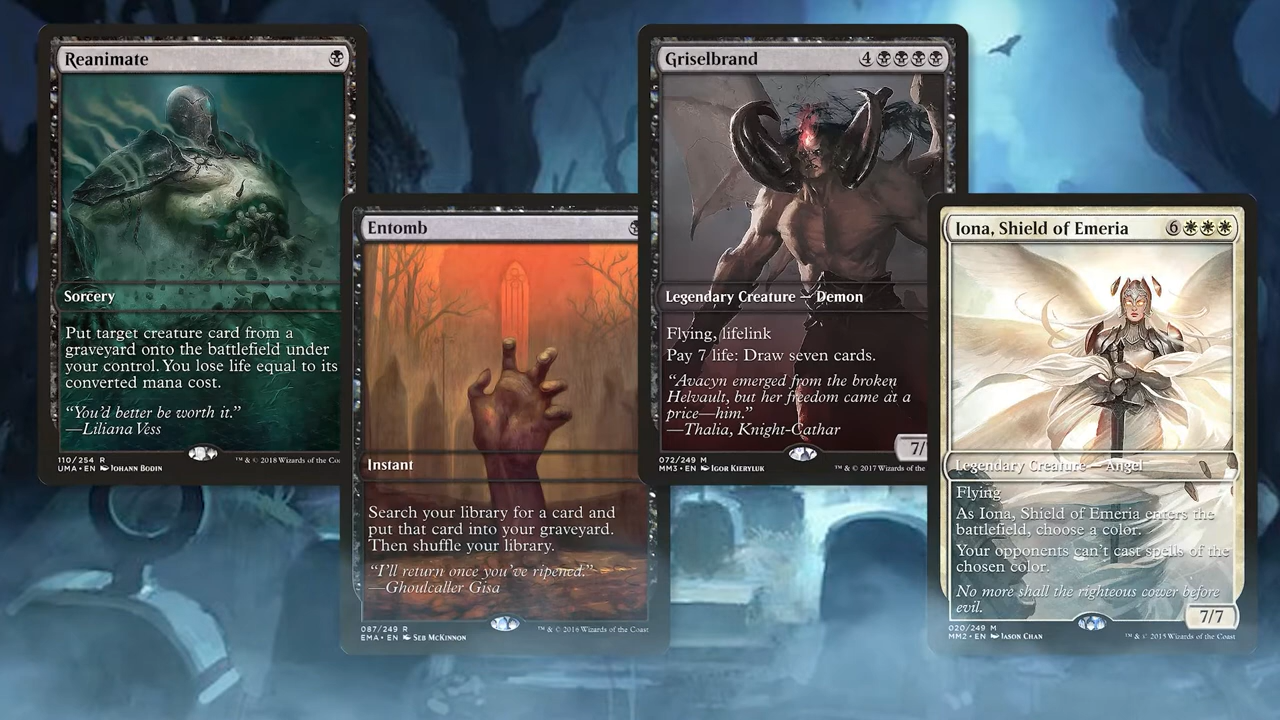 Reanimate
Sorcery
Put target creature card from a
graveyard onto the battlefield under
your control. You lose life equal to its
converted mana cost.
“You’d better be worth it.”
—Liliana Vess
110/254 R
UMA • EN Johann Bodin
™ & © 2018 Wizards of the Co
Entomb
Instant
Search your library for a card and
put that card into your graveyard.
Then shuffle your library.
“I’ll return once you’ve ripened.”
—Ghoulcaller Gisa
087/249 R
EMA • EN Seb McKinnon
™ & © 2016 Wizards of the Coast
Griselbrand
4
Legendary Creature — Demon
Flying, lifelink
Pay 7 life: Draw seven cards.
“Avacyn emerged from the broken
Helvault, but her freedom came at a
price—him.”
—Thalia, Knight-Cathar
7/
072/249 M
MM3 • EN Igor Kieryluk
™ & © 2017 Wizards of the Co
Iona, Shield of Emeria
6
Legendary Creature — Angel
Flying
As Iona, Shield of Emeria enters the
battlefield, choose a color.
Your opponents can’t cast spells of the
chosen color.
No more shall the righteous cower before
evil.
7/7
020/249 M
MM2 • EN Jason Chan
™ & © 2015 Wizards of the Coast